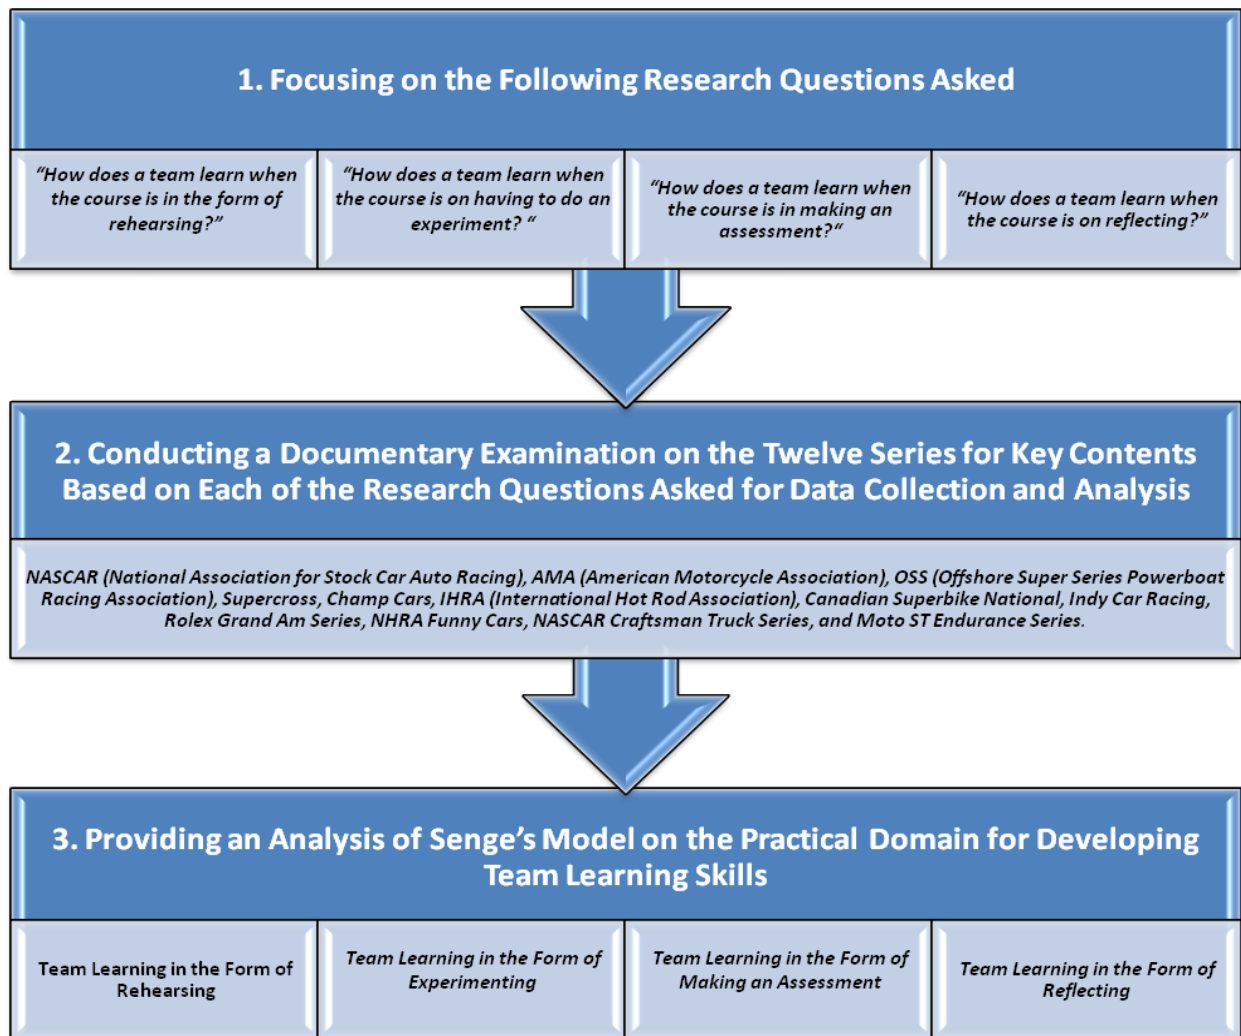 1. Focusing on the Following Research Questions Asked
“How does a team learn when
the course is in the form of
rehearsing?”
“How does a team learn when
the course is on having to do an
experiment? “
“How does a team learn when
the course is in making an
assessment?“
“How does a team learn when
the course is on reflecting?”
2. Conducting a Documentary Examination on the Twelve Series for Key Contents
Based on Each of the Research Questions Asked for Data Collection and Analysis
NASCAR (National Association for Stock Car Auto Racing), AMA (American Motorcycle Association), OSS (Offshore Super Series Powerboat
Racing Association), Supercross, Champ Cars, IHRA (International Hot Rod Association), Canadian Superbike National, Indy Car Racing,
Rolex Grand Am Series, NHRA Funny Cars, NASCAR Craftsman Truck Series, and Moto ST Endurance Series.
3. Providing an Analysis of Senge’s Model on the Practical Domain for Developing
Team Learning Skills
Team Learning in the Form of
Rehearsing
Team Learning in the Form of
Experimenting
Team Learning in the Form of
Making an Assessment
Team Learning in the Form of
Reflecting